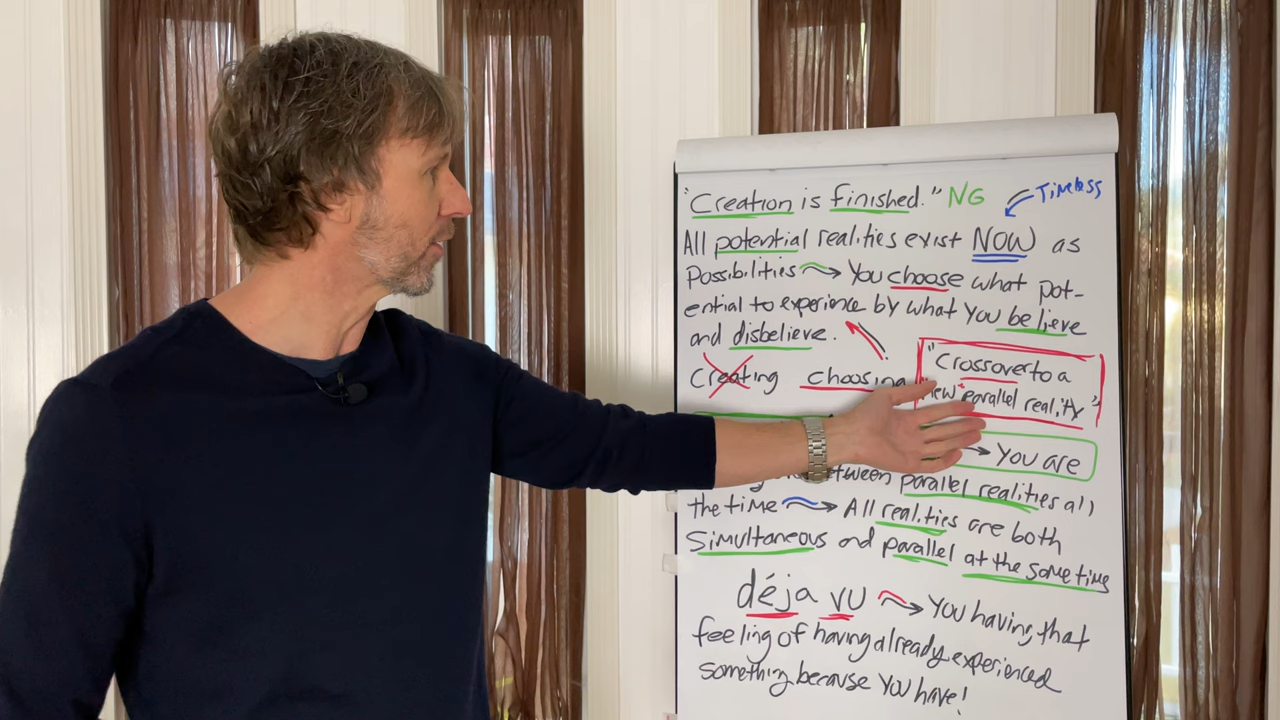 "Creation is finished." NG
Timeless
All potential realities exist NOW as
possibilities → You choose what pot-
ential to experience by what you believe
and disbelieve.
Creating choosing
"Crossover to a
new parallel reality"
→ You are
between parallel realities all
the time → All realities are both
simultaneous and parallel at the same time
déja vu → You having that
feeling of having already experienced
something because you have!